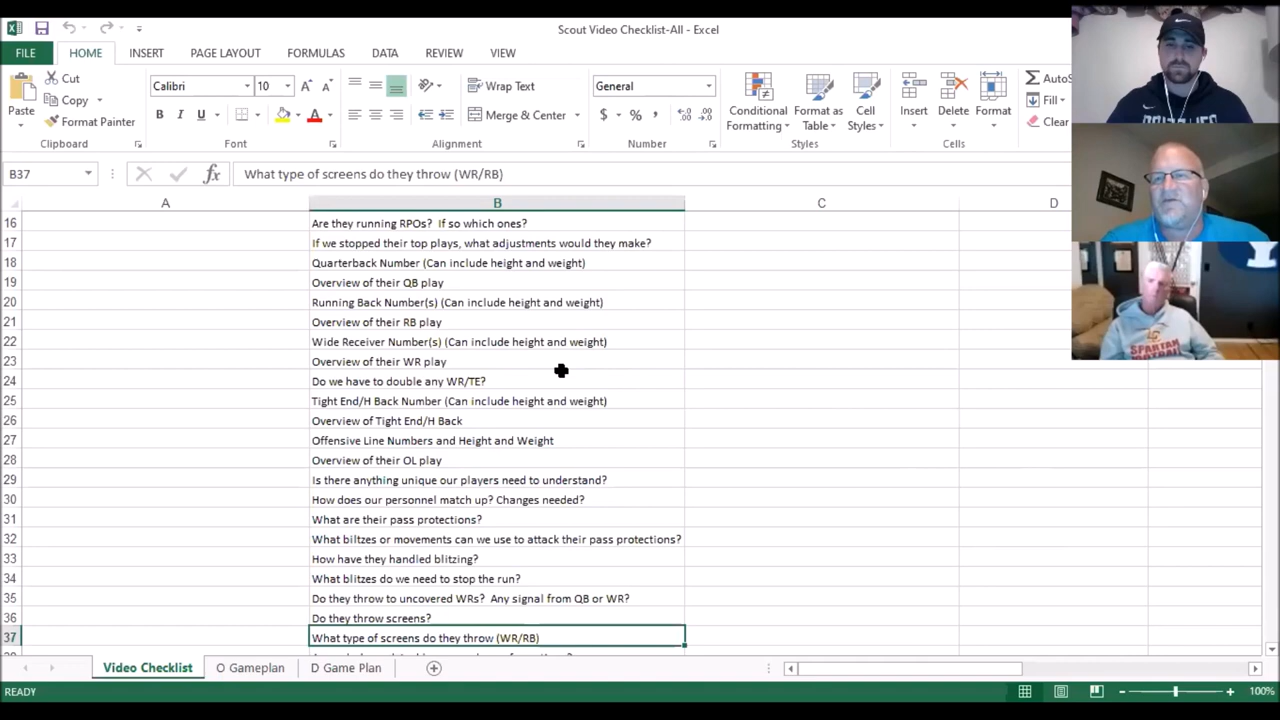 Scout Video Checklist-All - Excel
FILE HOME INSERT PAGE LAYOUT FORMULAS DATA REVIEW VIEW
Cut
Copy
Format Painter
Paste
Clipboard
Calibri 10
B I U
Font
Wrap Text
Merge & Center
Alignment
General
$ % ,
Number
Conditional Formatting
Format as Table
Cell Styles
Styles
Insert Delete Format
Cells
AutoS
Fill
Clear
B37 fx What type of screens do they throw (WR/RB)
A B C D
16 Are they running RPOs? If so which ones?
17 If we stopped their top plays, what adjustments would they make?
18 Quarterback Number (Can include height and weight)
19 Overview of their QB play
20 Running Back Number(s) (Can include height and weight)
21 Overview of their RB play
22 Wide Receiver Number(s) (Can include height and weight)
23 Overview of their WR play
24 Do we have to double any WR/TE?
25 Tight End/H Back Number (Can include height and weight)
26 Overview of Tight End/H Back
27 Offensive Line Numbers and Height and Weight
28 Overview of their OL play
29 Is there anything unique our players need to understand?
30 How does our personnel match up? Changes needed?
31 What are their pass protections?
32 What biltzes or movements can we use to attack their pass protections?
33 How have they handled blitzing?
34 What blitzes do we need to stop the run?
35 Do they throw to uncovered WRs? Any signal from QB or WR?
36 Do they throw screens?
37 What type of screens do they throw (WR/RB)
Video Checklist O Gameplan D Game Plan
READY 100%
GRIZZLIES
Y
SPARTAN